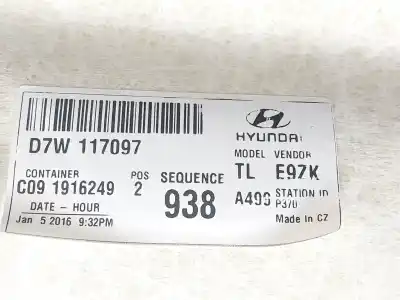 HYUNDAI
D7W 117097
MODEL VENDOR
TL E97K
CONTAINER POS SEQUENCE
C09 1916249 2 938
A490 STATION ID
P370
DATE - HOUR
Jan 5 2016 9:32PM
Made in CZ